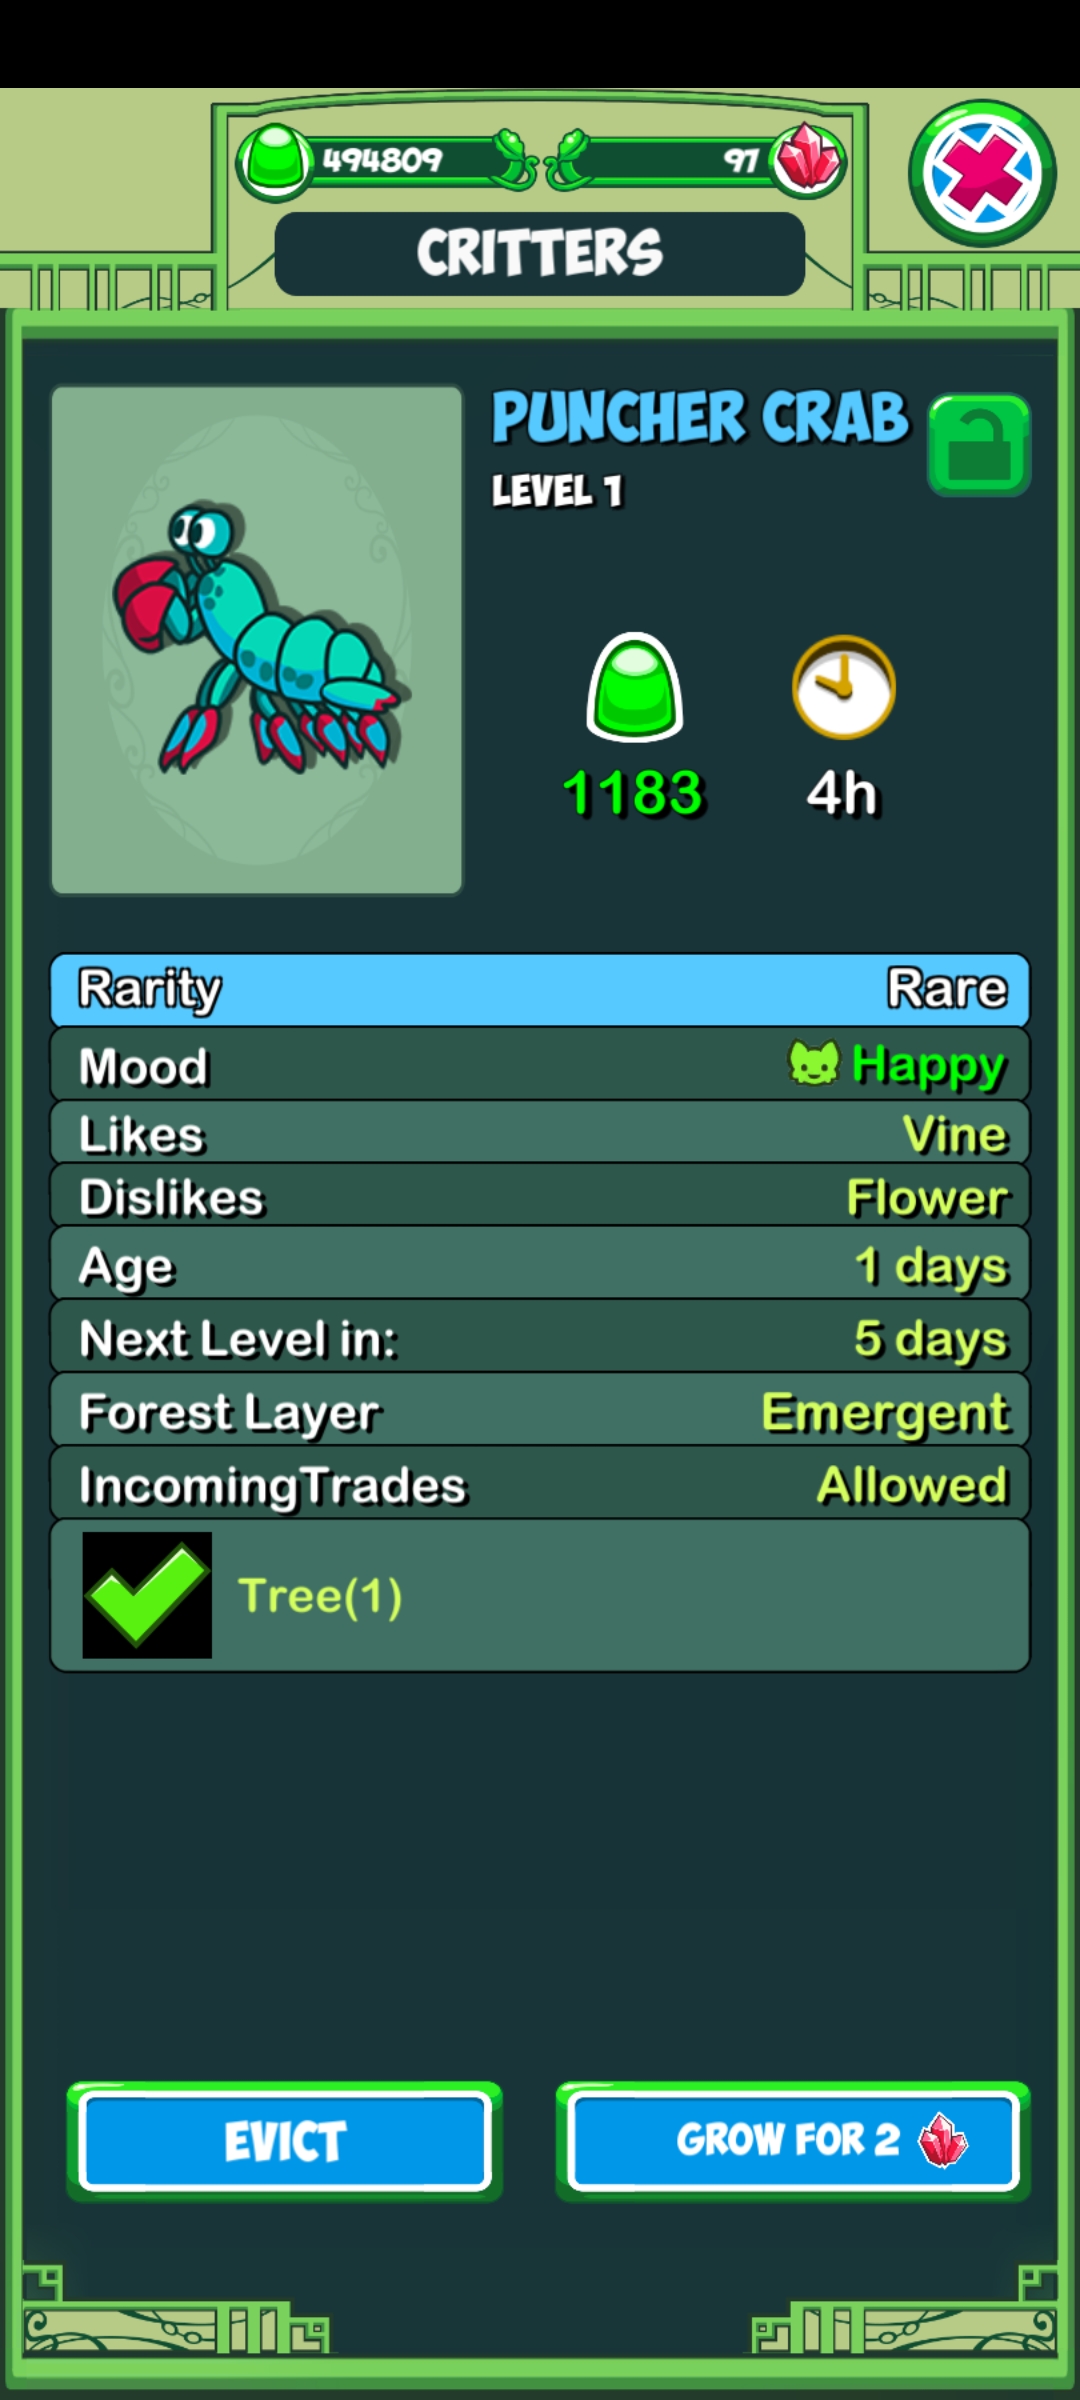 494809
97
CRITTERS
PUNCHER CRAB
LEVEL 1
1183
4h
Rarity Rare
Mood Happy
Likes Vine
Dislikes Flower
Age 1 days
Next Level in: 5 days
Forest Layer Emergent
IncomingTrades Allowed
Tree(1)
EVICT
GROW FOR 2